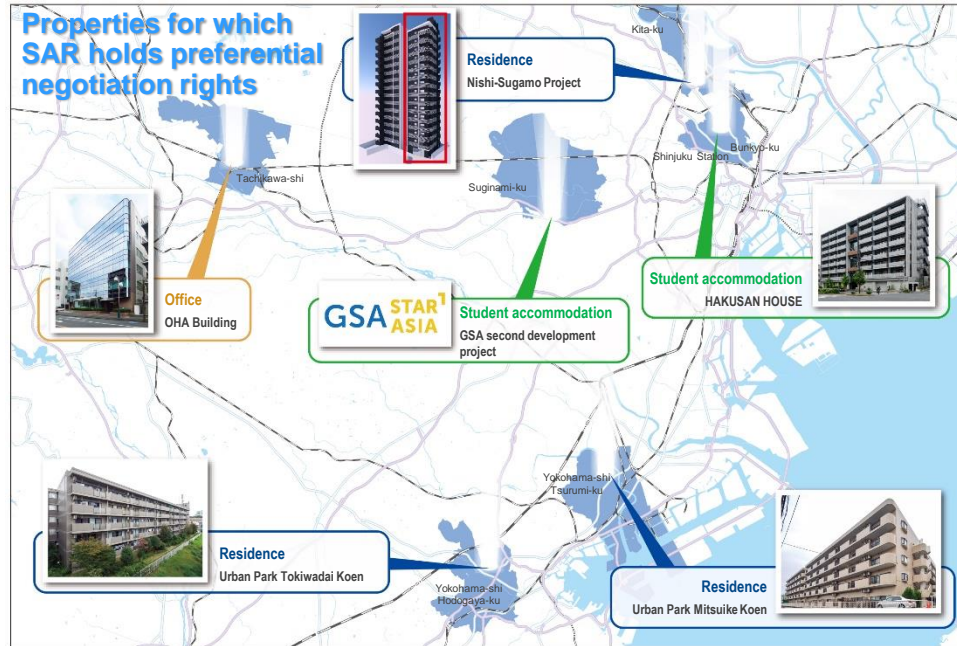 Properties for which
SAR holds preferential
negotiation rights
Residence
Nishi-Sugamo Project
Kita-ku
Bunkyo-ku
Shinjuku Station
Tachikawa-shi
Suginami-ku
Office
OHA Building
GSA STAR ASIA
Student accommodation
GSA second development
project
Student accommodation
HAKUSAN HOUSE
Yokohama-shi
Tsurumi-ku
Residence
Urban Park Tokiwadai Koen
Yokohama-shi
Hodogaya-ku
Residence
Urban Park Mitsuike Koen